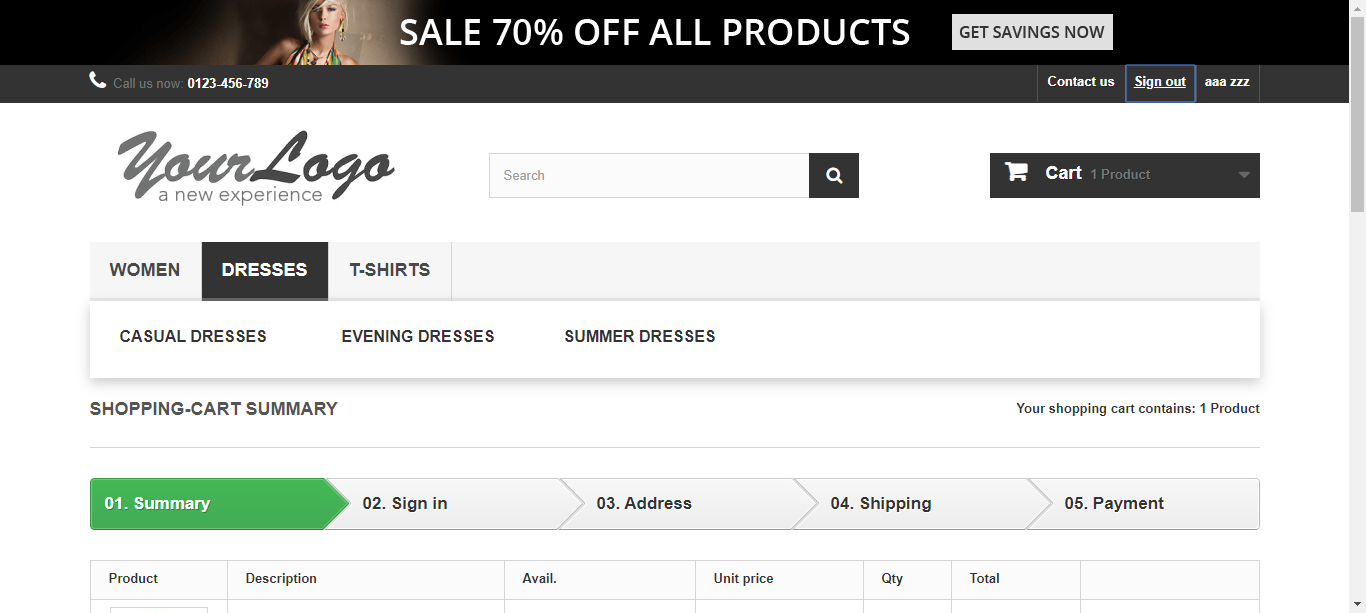 SALE 70% OFF ALL PRODUCTS GET SAVINGS NOW
Call us now: 0123-456-789 Contact us Sign out aaa zzz
Your Logo
a new experience
Search Cart 1 Product
WOMEN DRESSES T-SHIRTS
CASUAL DRESSES EVENING DRESSES SUMMER DRESSES
SHOPPING-CART SUMMARY Your shopping cart contains: 1 Product
01. Summary 02. Sign in 03. Address 04. Shipping 05. Payment
Product Description Avail. Unit price Qty Total